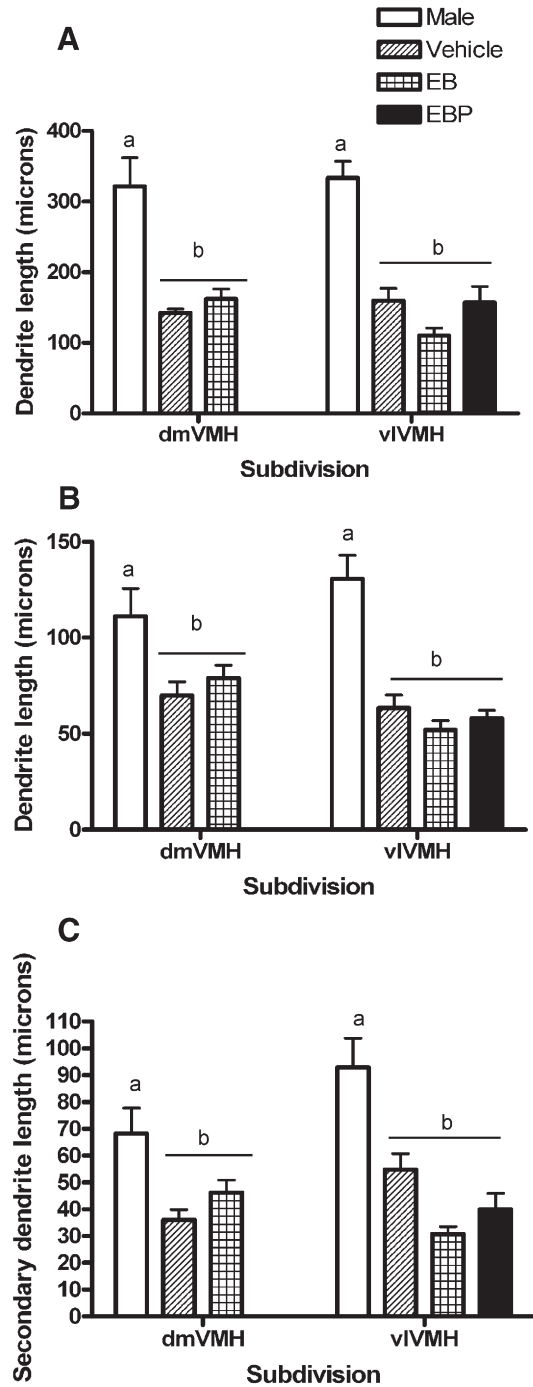 A
Male
Vehicle
EB
EBP
Dendrite length (microns)
400
300
200
100
0
a
b
a
b
dmVMH
vlVMH
Subdivision
B
Dendrite length (microns)
150
100
50
0
a
b
a
b
dmVMH
vlVMH
Subdivision
C
Secondary dendrite length (microns)
110
100
90
80
70
60
50
40
30
20
10
0
a
b
a
b
dmVMH
vlVMH
Subdivision